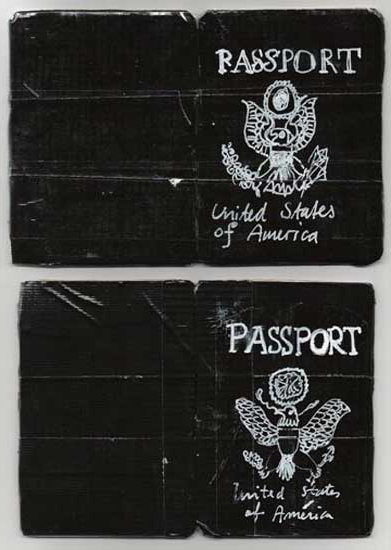 PASSPORT
United States
of America
PASSPORT
United States
of America